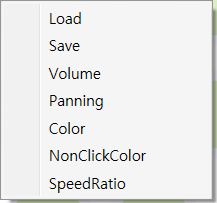 Load
Save
Volume
Panning
Color
NonClickColor
SpeedRatio